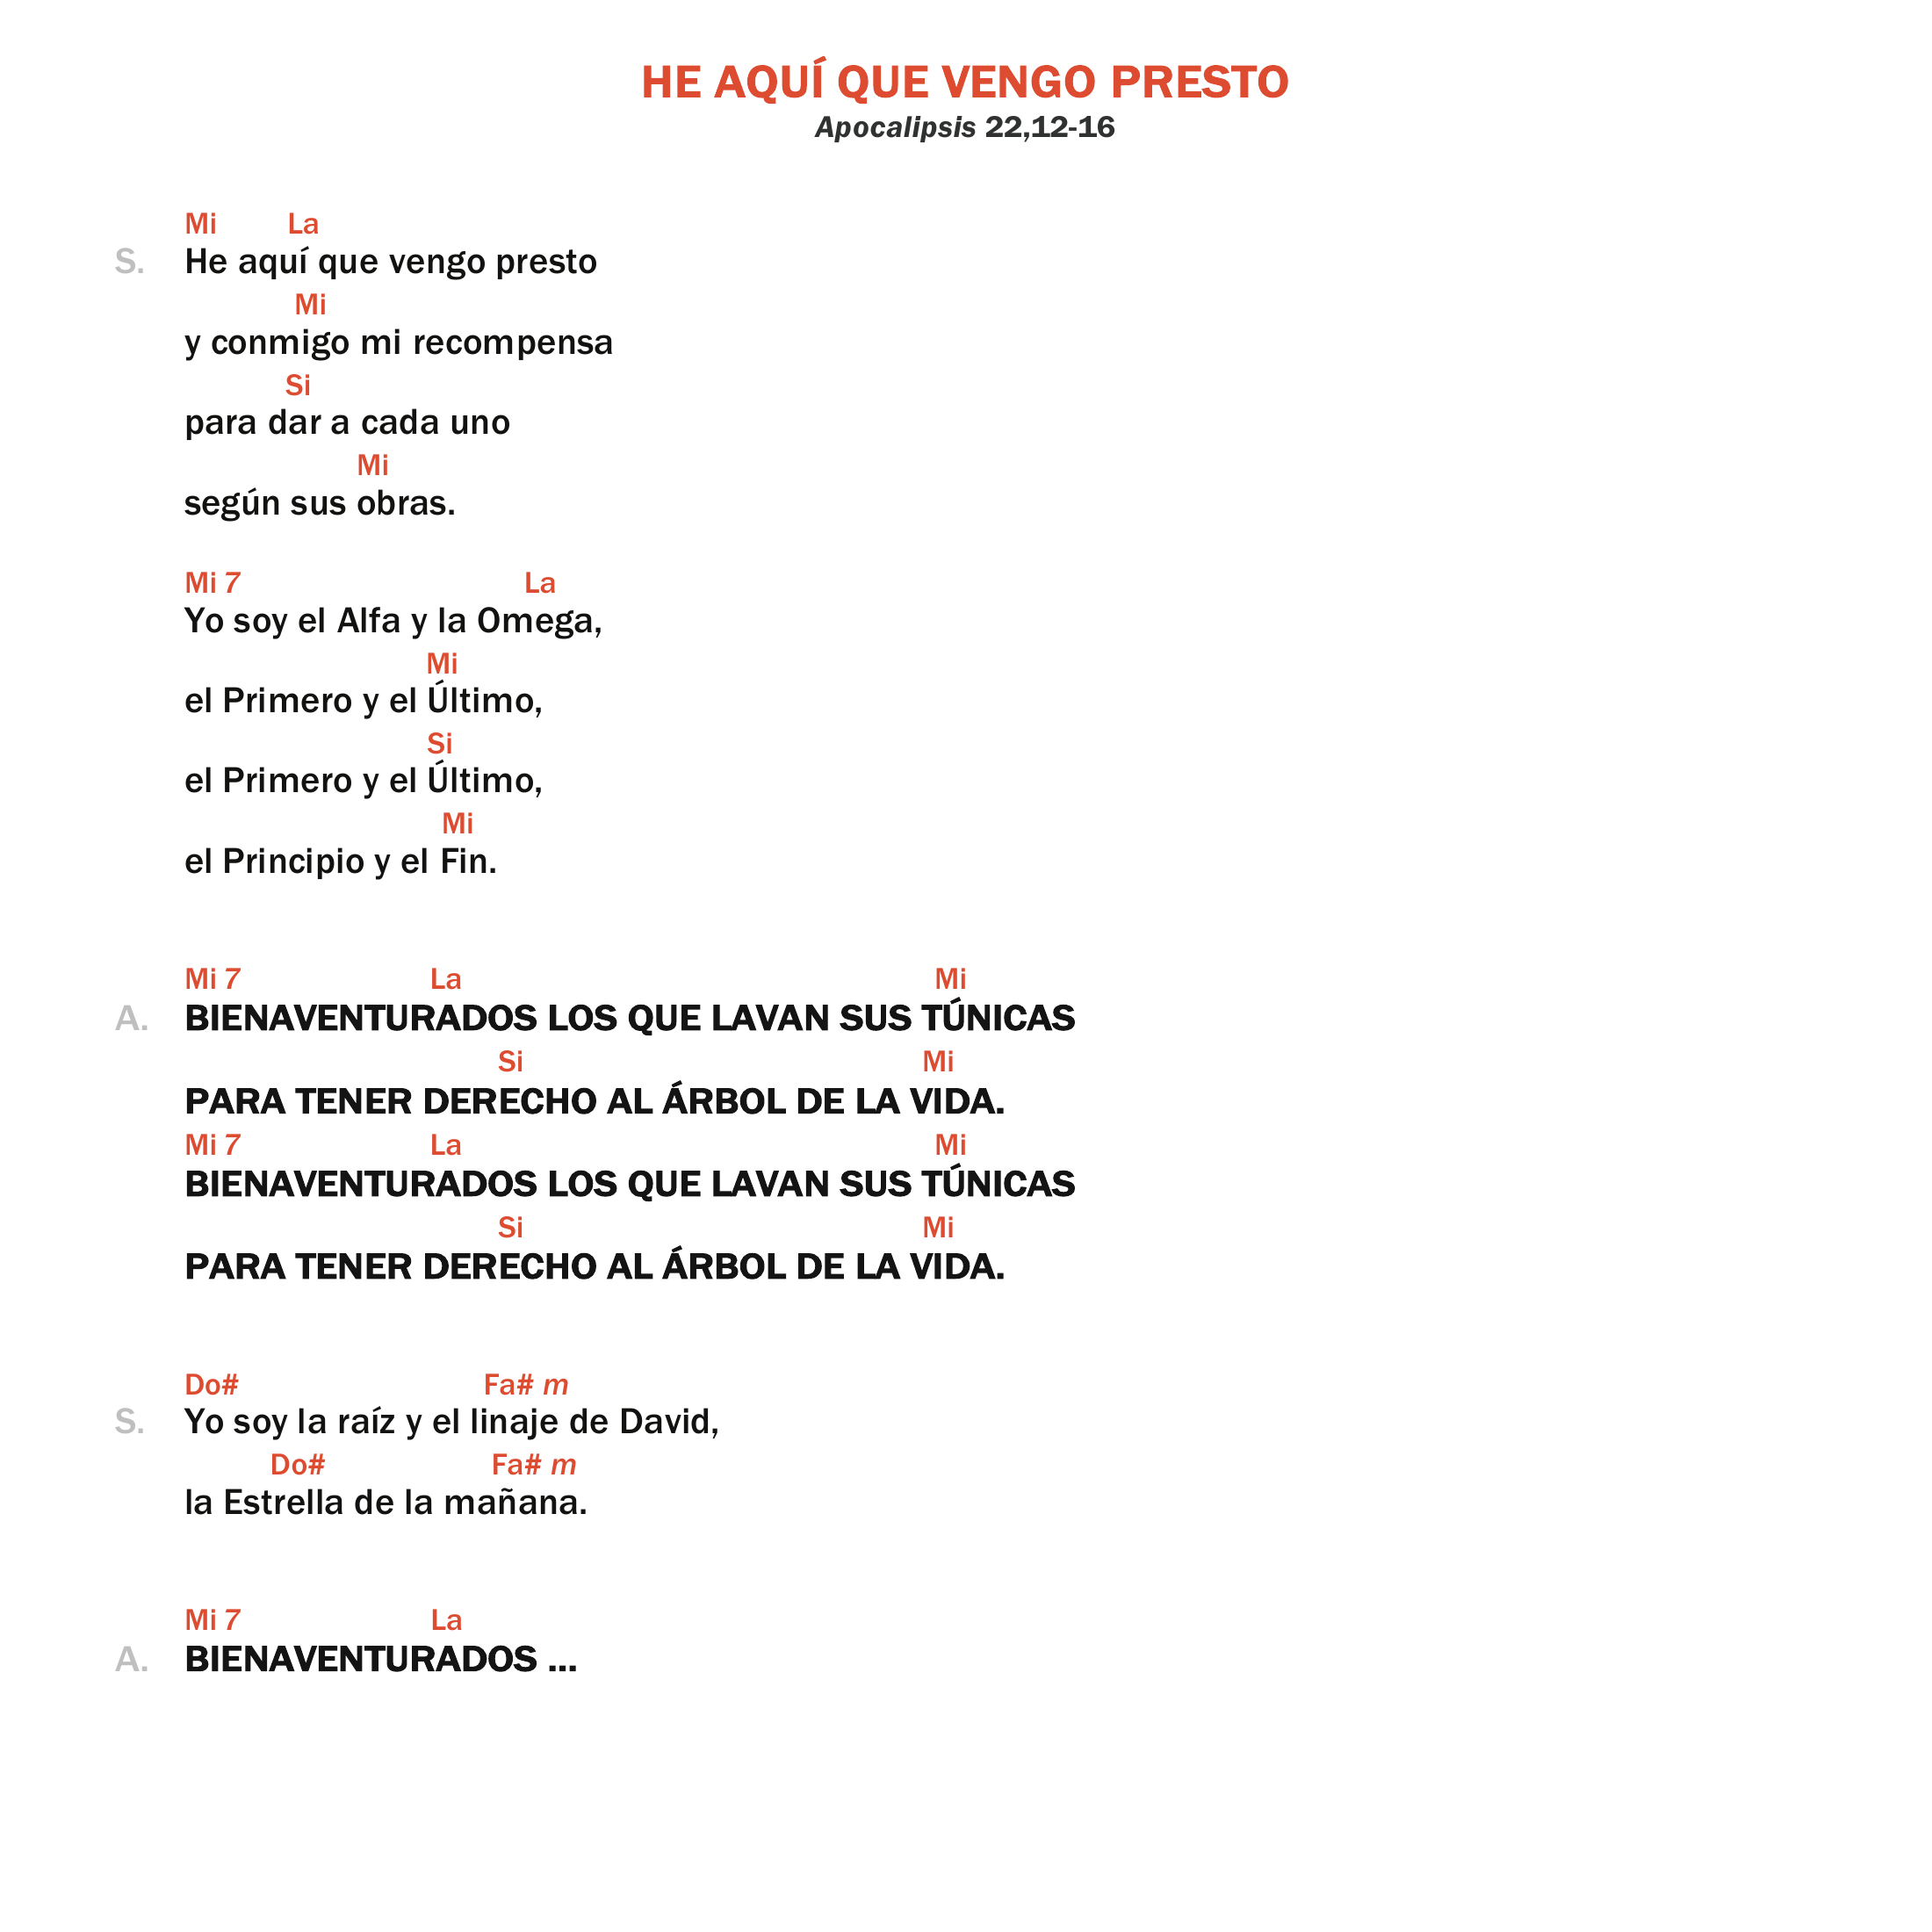 HE AQUÍ QUE VENGO PRESTO
Apocalipsis 22,12-16
Mi La
S. He aquí que vengo presto
Mi
y conmigo mi recompensa
Si
para dar a cada uno
Mi
según sus obras.
Mi 7 La
Yo soy el Alfa y la Omega,
Mi
el Primero y el Último,
Si
el Primero y el Último,
Mi
el Principio y el Fin.
Mi 7 La Mi
A. BIENAVENTURADOS LOS QUE LAVAN SUS TÚNICAS
Si Mi
PARA TENER DERECHO AL ÁRBOL DE LA VIDA.
Mi 7 La Mi
BIENAVENTURADOS LOS QUE LAVAN SUS TÚNICAS
Si Mi
PARA TENER DERECHO AL ÁRBOL DE LA VIDA.
Do# Fa# m
S. Yo soy la raíz y el linaje de David,
Do# Fa# m
la Estrella de la mañana.
Mi 7 La
A. BIENAVENTURADOS ...